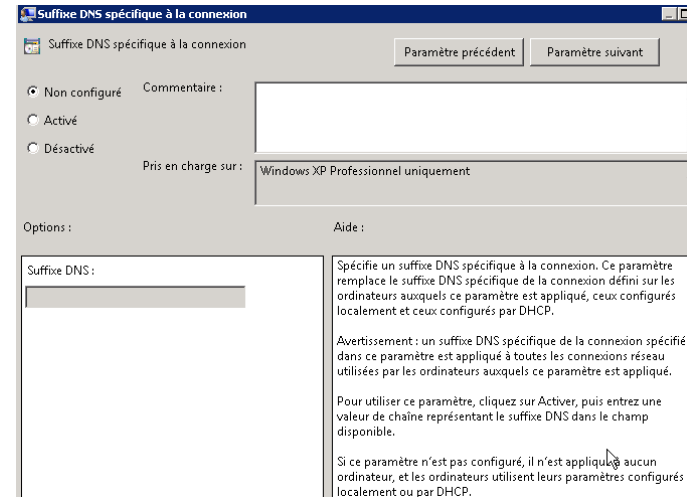 Suffixe DNS spécifique à la connexion
Suffixe DNS spécifique à la connexion
Paramètre précédent
Paramètre suivant
Non configuré
Commentaire :
Activé
Désactivé
Pris en charge sur :
Windows XP Professionnel uniquement
Options :
Aide :
Suffixe DNS :
Spécifie un suffixe DNS spécifique à la connexion. Ce paramètre
remplace le suffixe DNS spécifique de la connexion défini sur les
ordinateurs auxquels ce paramètre est appliqué, ceux configurés
localement et ceux configurés par DHCP.
Avertissement : un suffixe DNS spécifique de la connexion spécifié
dans ce paramètre est appliqué à toutes les connexions réseau
utilisées par les ordinateurs auxquels ce paramètre est appliqué.
Pour utiliser ce paramètre, cliquez sur Activer, puis entrez une
valeur de chaîne représentant le suffixe DNS dans le champ
disponible.
Si ce paramètre n'est pas configuré, il n'est appliqué à aucun
ordinateur, et les ordinateurs utilisent leurs paramètres configurés
localement ou par DHCP.